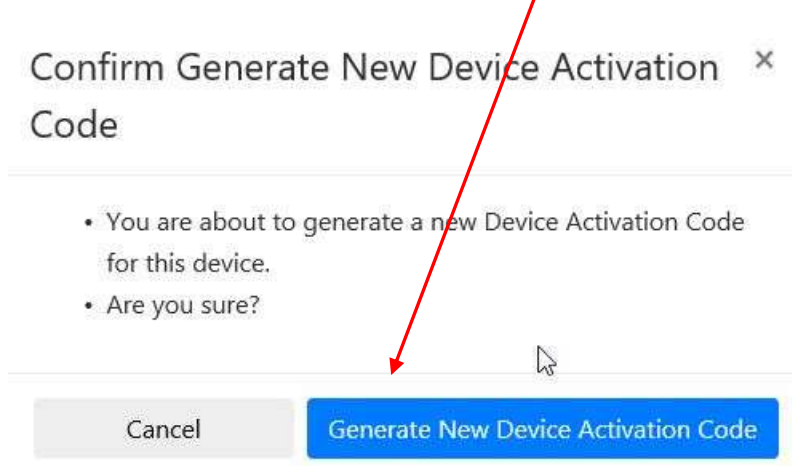 Confirm Generate New Device Activation ×
Code
• You are about to generate a new Device Activation Code
for this device.
• Are you sure?
Cancel Generate New Device Activation Code